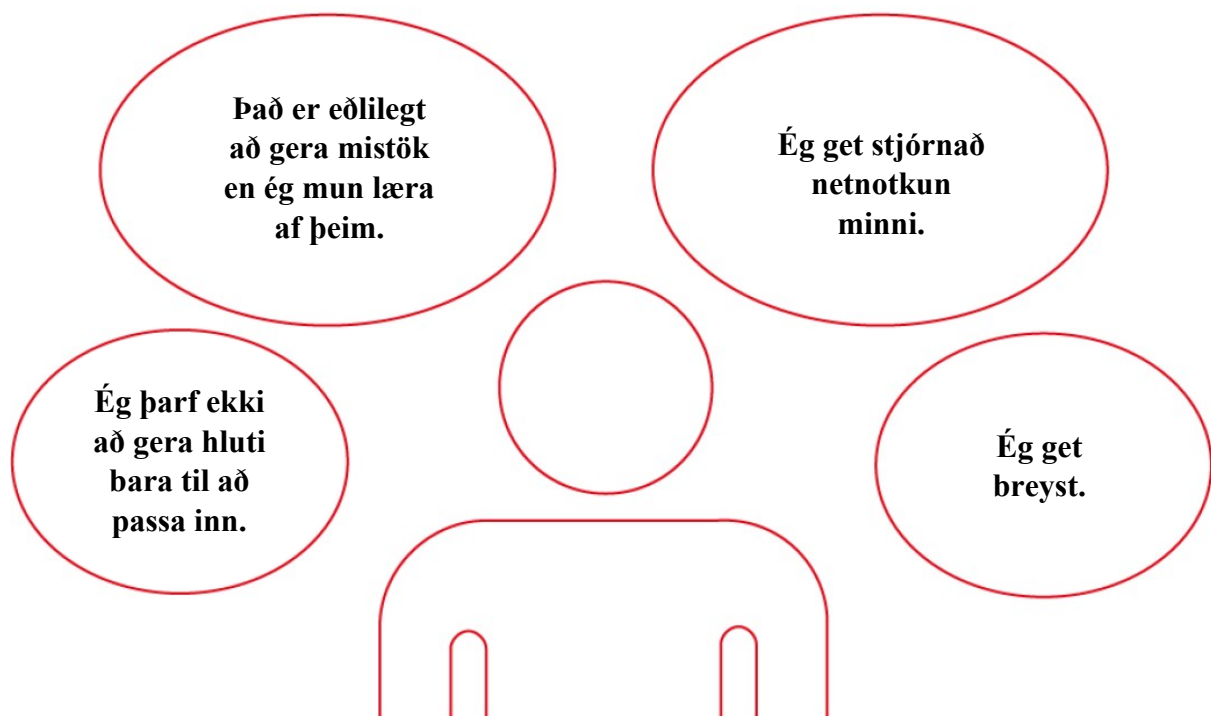 Það er eðlilegt
að gera mistök
en ég mun læra
af þeim.
Ég get stjórnað
netnotkun
minni.
Ég þarf ekki
að gera hluti
bara til að
passa inn.
Ég get
breyst.